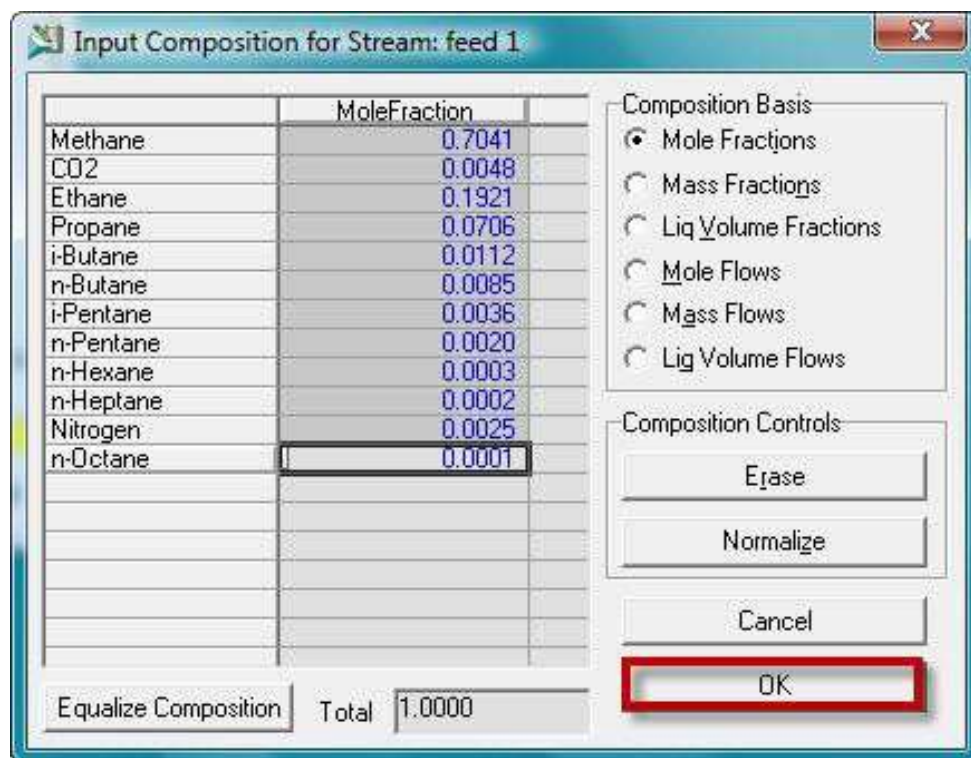 Input Composition for Stream: feed 1
MoleFraction
Methane 0.7041
CO2 0.0048
Ethane 0.1921
Propane 0.0706
i-Butane 0.0112
n-Butane 0.0085
i-Pentane 0.0036
n-Pentane 0.0020
n-Hexane 0.0003
n-Heptane 0.0002
Nitrogen 0.0025
n-Octane 0.0001
Equalize Composition Total 1.0000
Composition Basis
Mole Fractions
Mass Fractions
Liq Volume Fractions
Mole Flows
Mass Flows
Liq Volume Flows
Composition Controls
Erase
Normalize
Cancel
OK